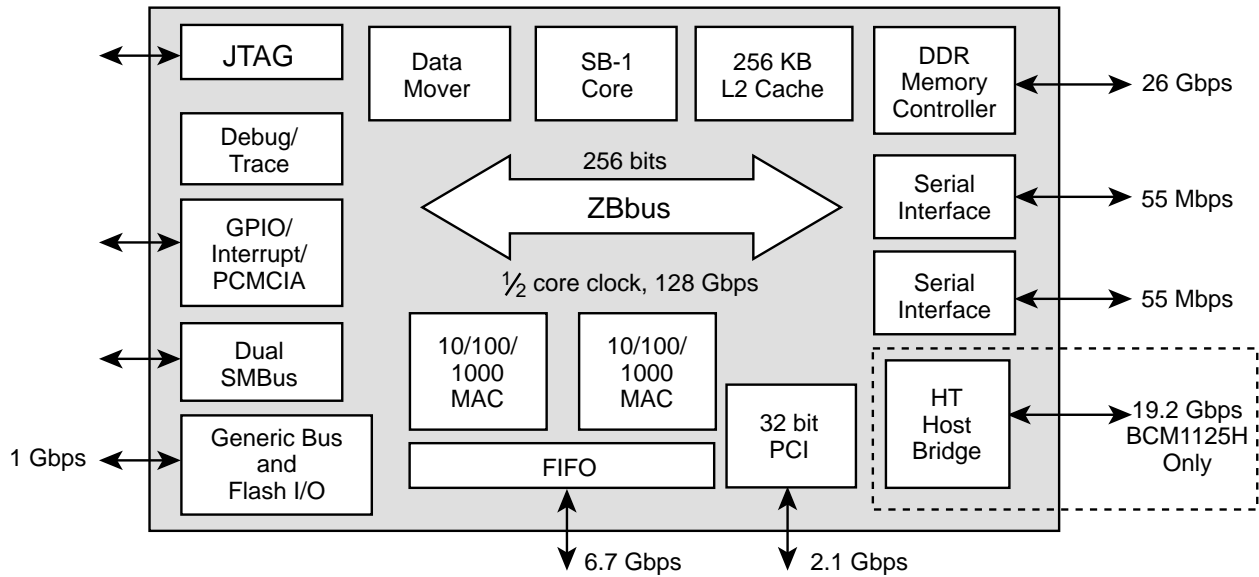 JTAG
Data
Mover
SB-1
Core
256 KB
L2 Cache
DDR
Memory
Controller
26 Gbps
Debug/
Trace
256 bits
ZBbus
Serial
Interface
55 Mbps
GPIO/
Interrupt/
PCMCIA
½ core clock, 128 Gbps
Serial
Interface
55 Mbps
Dual
SMBus
10/100/
1000
MAC
10/100/
1000
MAC
32 bit
PCI
HT
Host
Bridge
19.2 Gbps
BCM1125H
Only
1 Gbps
Generic Bus
and
Flash I/O
FIFO
6.7 Gbps
2.1 Gbps